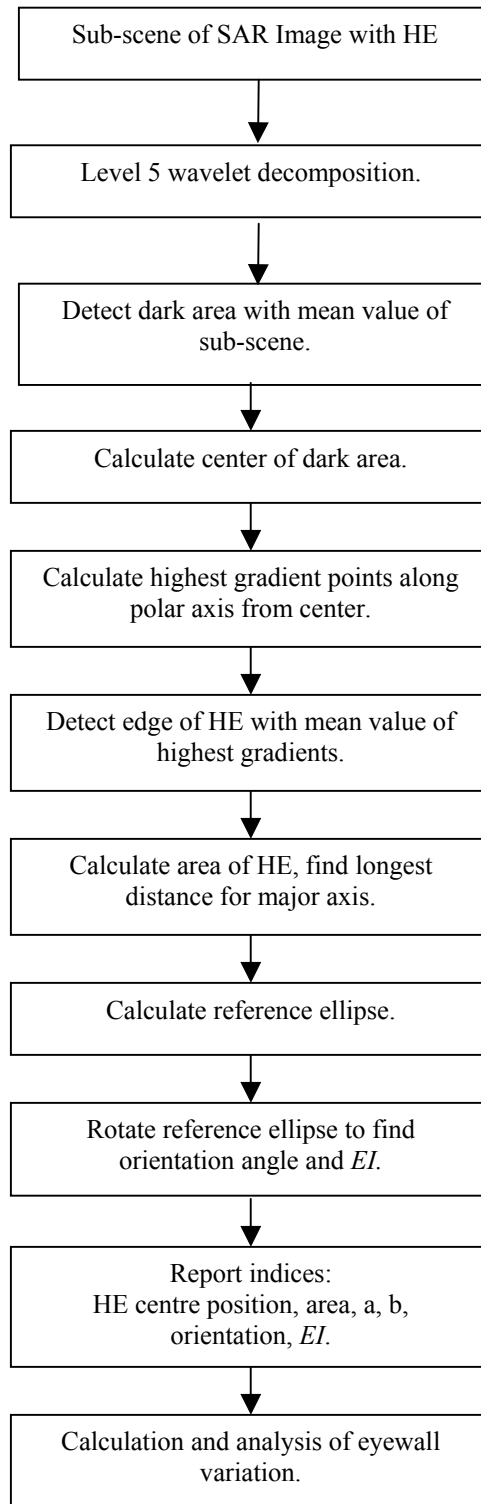 Sub-scene of SAR Image with HE
Level 5 wavelet decomposition.
Detect dark area with mean value of
sub-scene.
Calculate center of dark area.
Calculate highest gradient points along
polar axis from center.
Detect edge of HE with mean value of
highest gradients.
Calculate area of HE, find longest
distance for major axis.
Calculate reference ellipse.
Rotate reference ellipse to find
orientation angle and EI.
Report indices:
HE centre position, area, a, b,
orientation, EI.
Calculation and analysis of eyewall
variation.